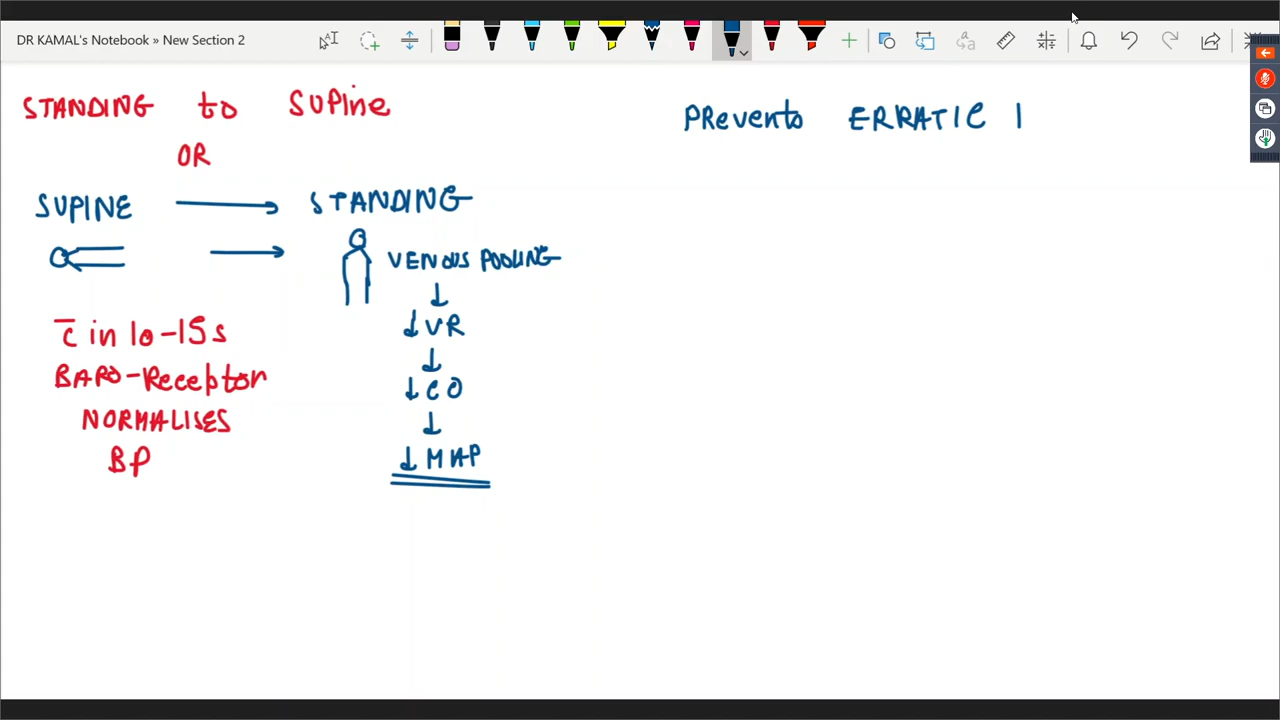 DR KAMAL's Notebook » New Section 2
STANDING to SUPine
OR
SUPINE → STANDING
→
VENOUS POOLING
↓
↓ VR
↓
↓ CO
↓
↓ MAP
c̅ in 10-15s
BARO-Receptor
NORMALISES
BP
PRevents ERRATIC